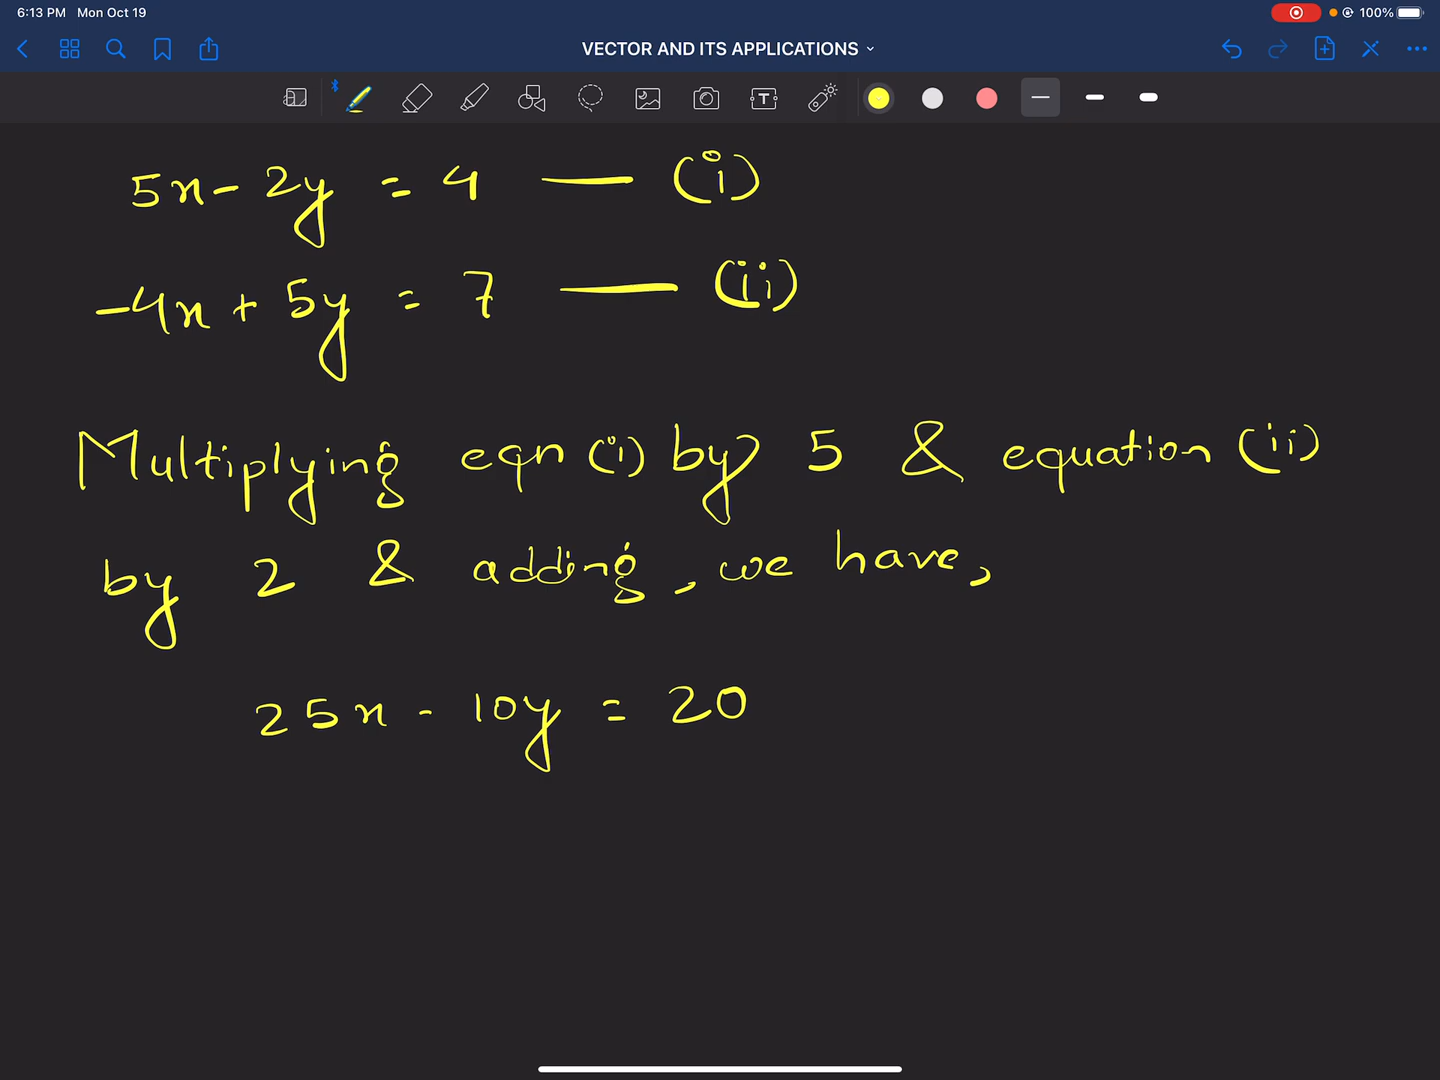 6:13 PM Mon Oct 19 100%
VECTOR AND ITS APPLICATIONS
T
5x - 2y = 4 — (i)
-4x + 5y = 7 — (ii)
Multiplying eqn (i) by 5 & equation (ii)
by 2 & adding, we have,
25x - 10y = 20